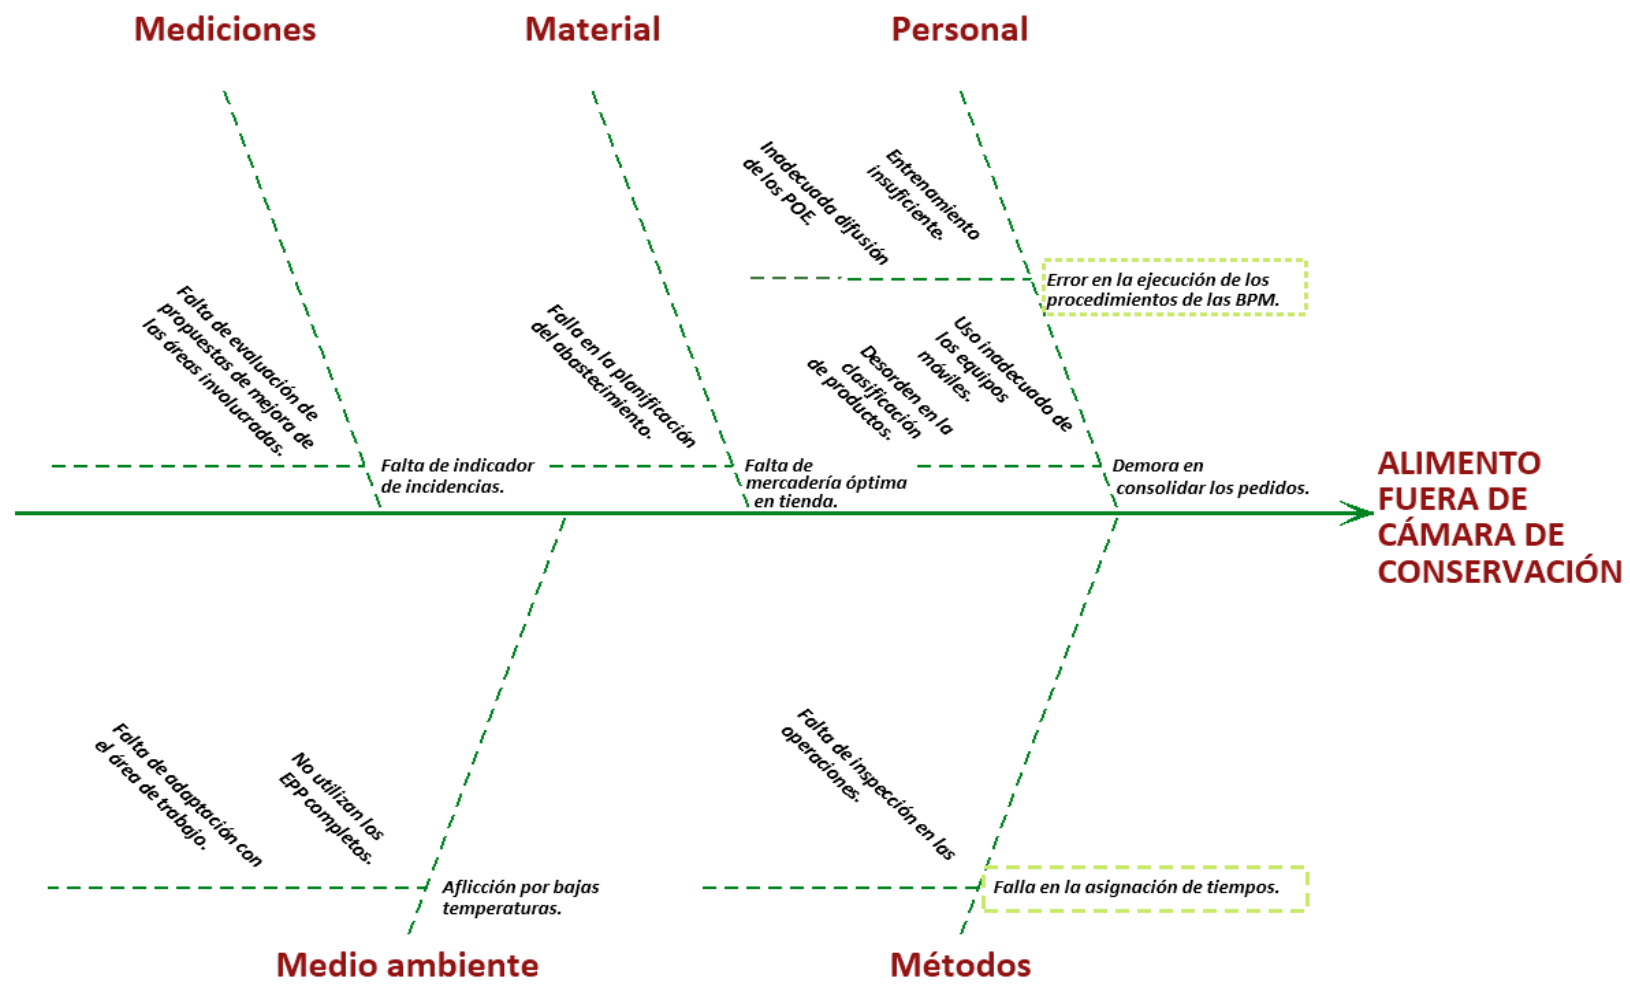 Mediciones
Material
Personal
Inadecuada difusión
de los POE.
Entrenamiento
insuficiente.
Error en la ejecución de los
procedimientos de las BPM.
Falta de evaluación de
propuestas de mejora de
las áreas involucradas.
Falla en la planificación
del abastecimiento.
Desorden en la
clasificación
de productos.
Uso inadecuado de
los equipos
móviles.
Falta de indicador
de incidencias.
Falta de
mercadería óptima
en tienda.
Demora en
consolidar los pedidos.
ALIMENTO
FUERA DE
CÁMARA DE
CONSERVACIÓN
Falta de adaptación con
el área de trabajo.
No utilizan los
EPP completos.
Aflicción por bajas
temperaturas.
Falta de inspección en las
operaciones.
Falla en la asignación de tiempos.
Medio ambiente
Métodos